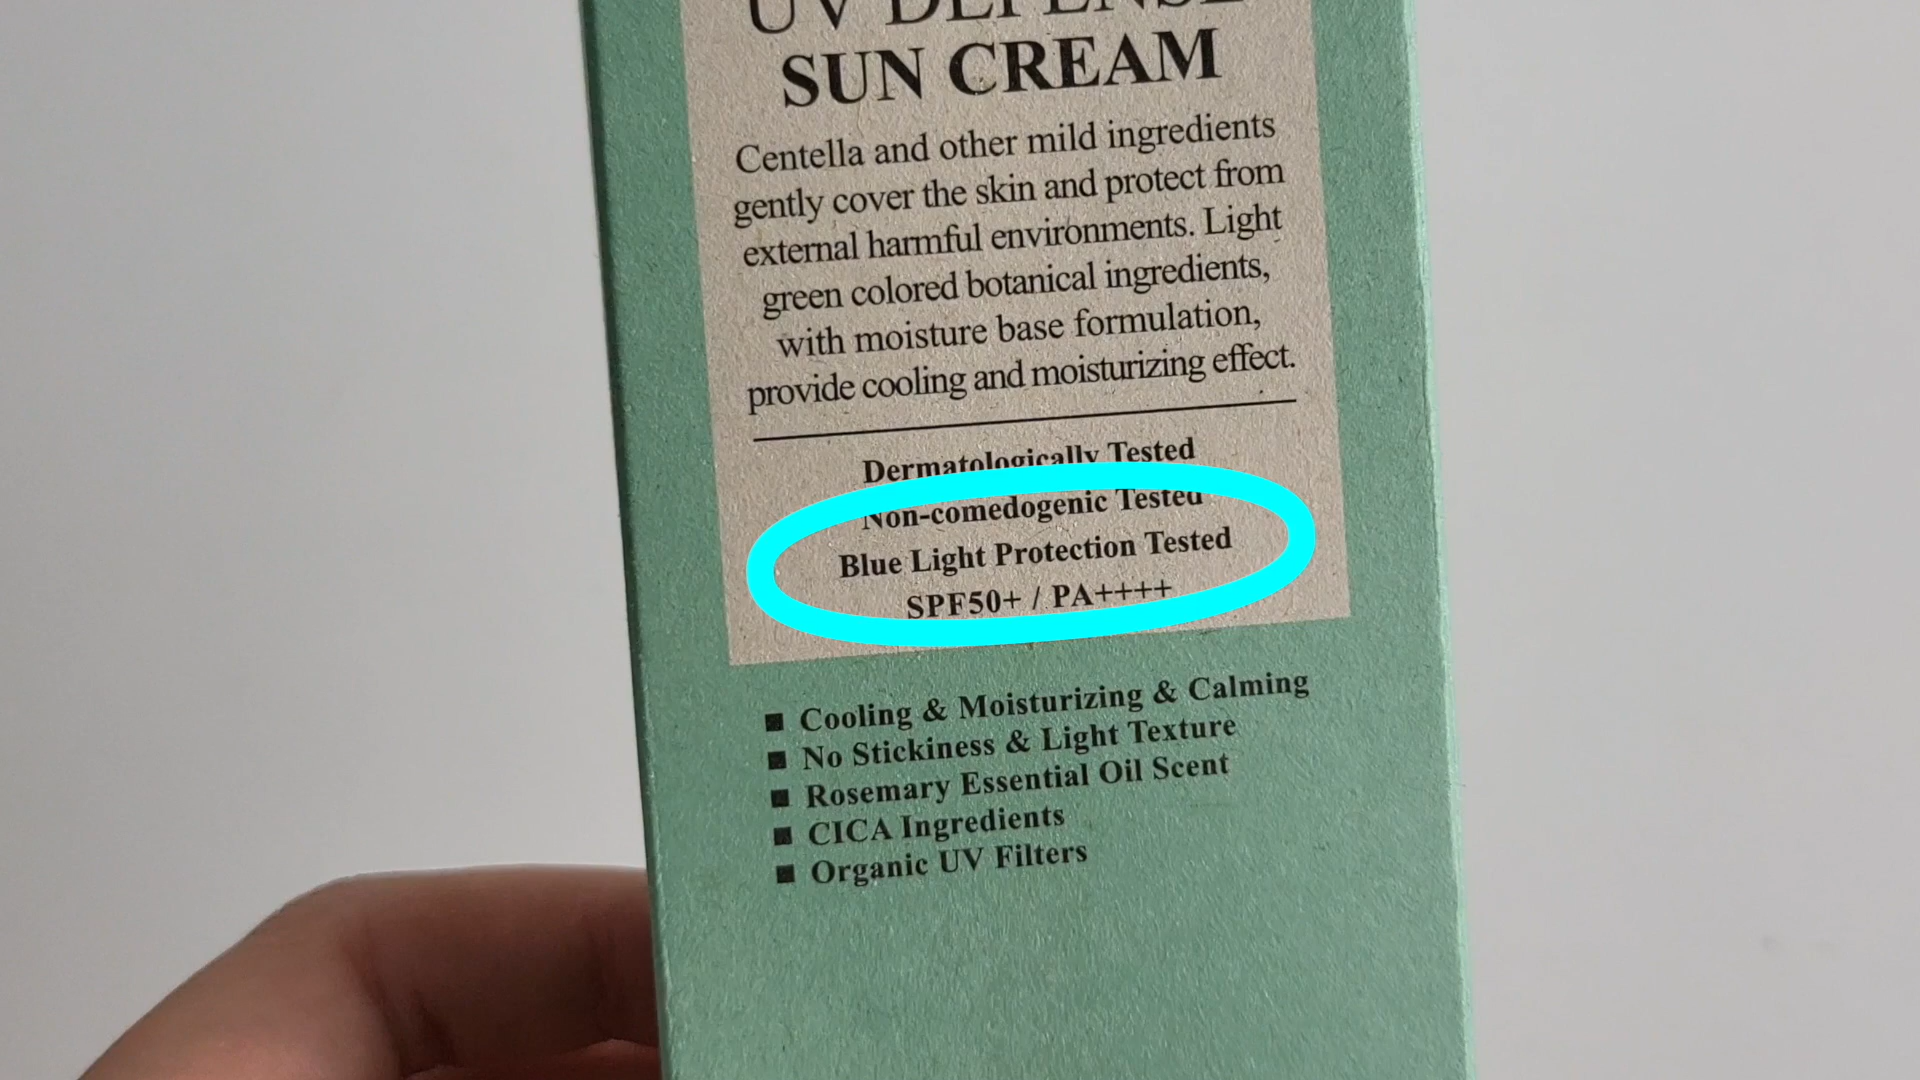 UV DEFENSE
SUN CREAM
Centella and other mild ingredients
gently cover the skin and protect from
external harmful environments. Light
green colored botanical ingredients,
with moisture base formulation,
provide cooling and moisturizing effect.
Dermatologically Tested
Non-comedogenic Tested
Blue Light Protection Tested
SPF50+ / PA++++
■ Cooling & Moisturizing & Calming
■ No Stickiness & Light Texture
■ Rosemary Essential Oil Scent
■ CICA Ingredients
■ Organic UV Filters